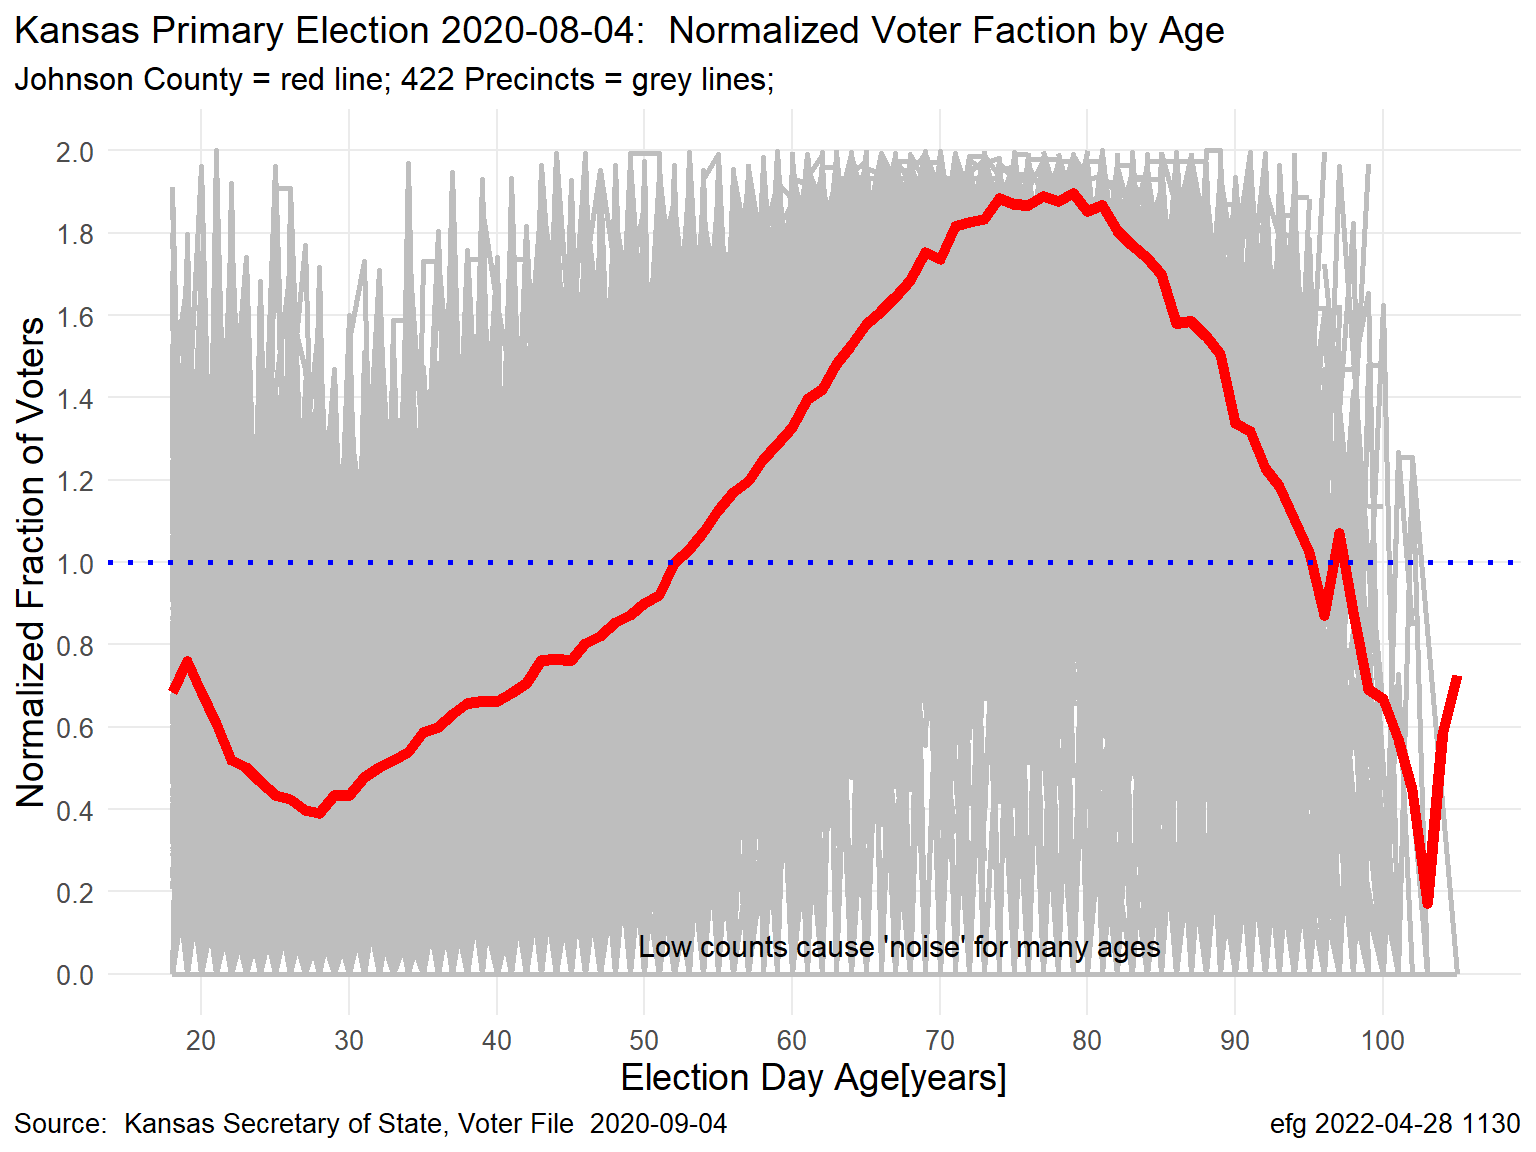 Kansas Primary Election 2020-08-04:  Normalized Voter Faction by Age
Johnson County = red line; 422 Precincts = grey lines;
Normalized Fraction of Voters
2.0
1.8
1.6
1.4
1.2
1.0
0.8
0.6
0.4
0.2
0.0
Low counts cause 'noise' for many ages
20 30 40 50 60 70 80 90 100
Election Day Age[years]
Source:  Kansas Secretary of State, Voter File  2020-09-04
efg 2022-04-28 1130